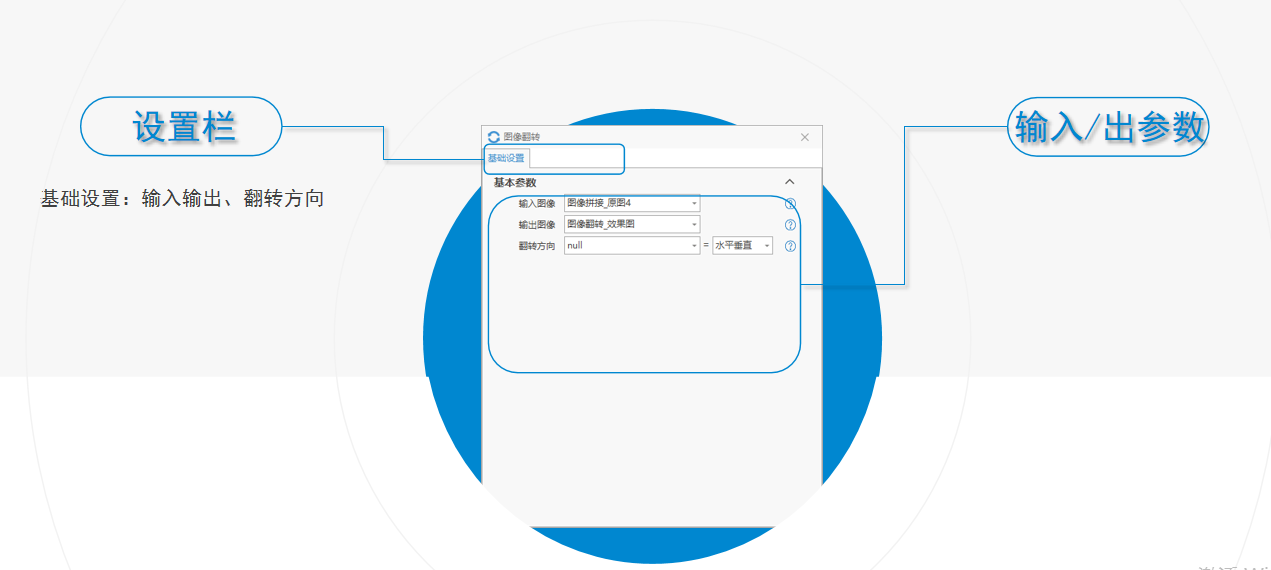 设置栏
基础设置：输入输出、翻转方向
图像翻转
基础设置
基本参数
输入图像 图像拼接_原图4
输出图像 图像翻转_效果图
翻转方向 null = 水平垂直
输入/出参数